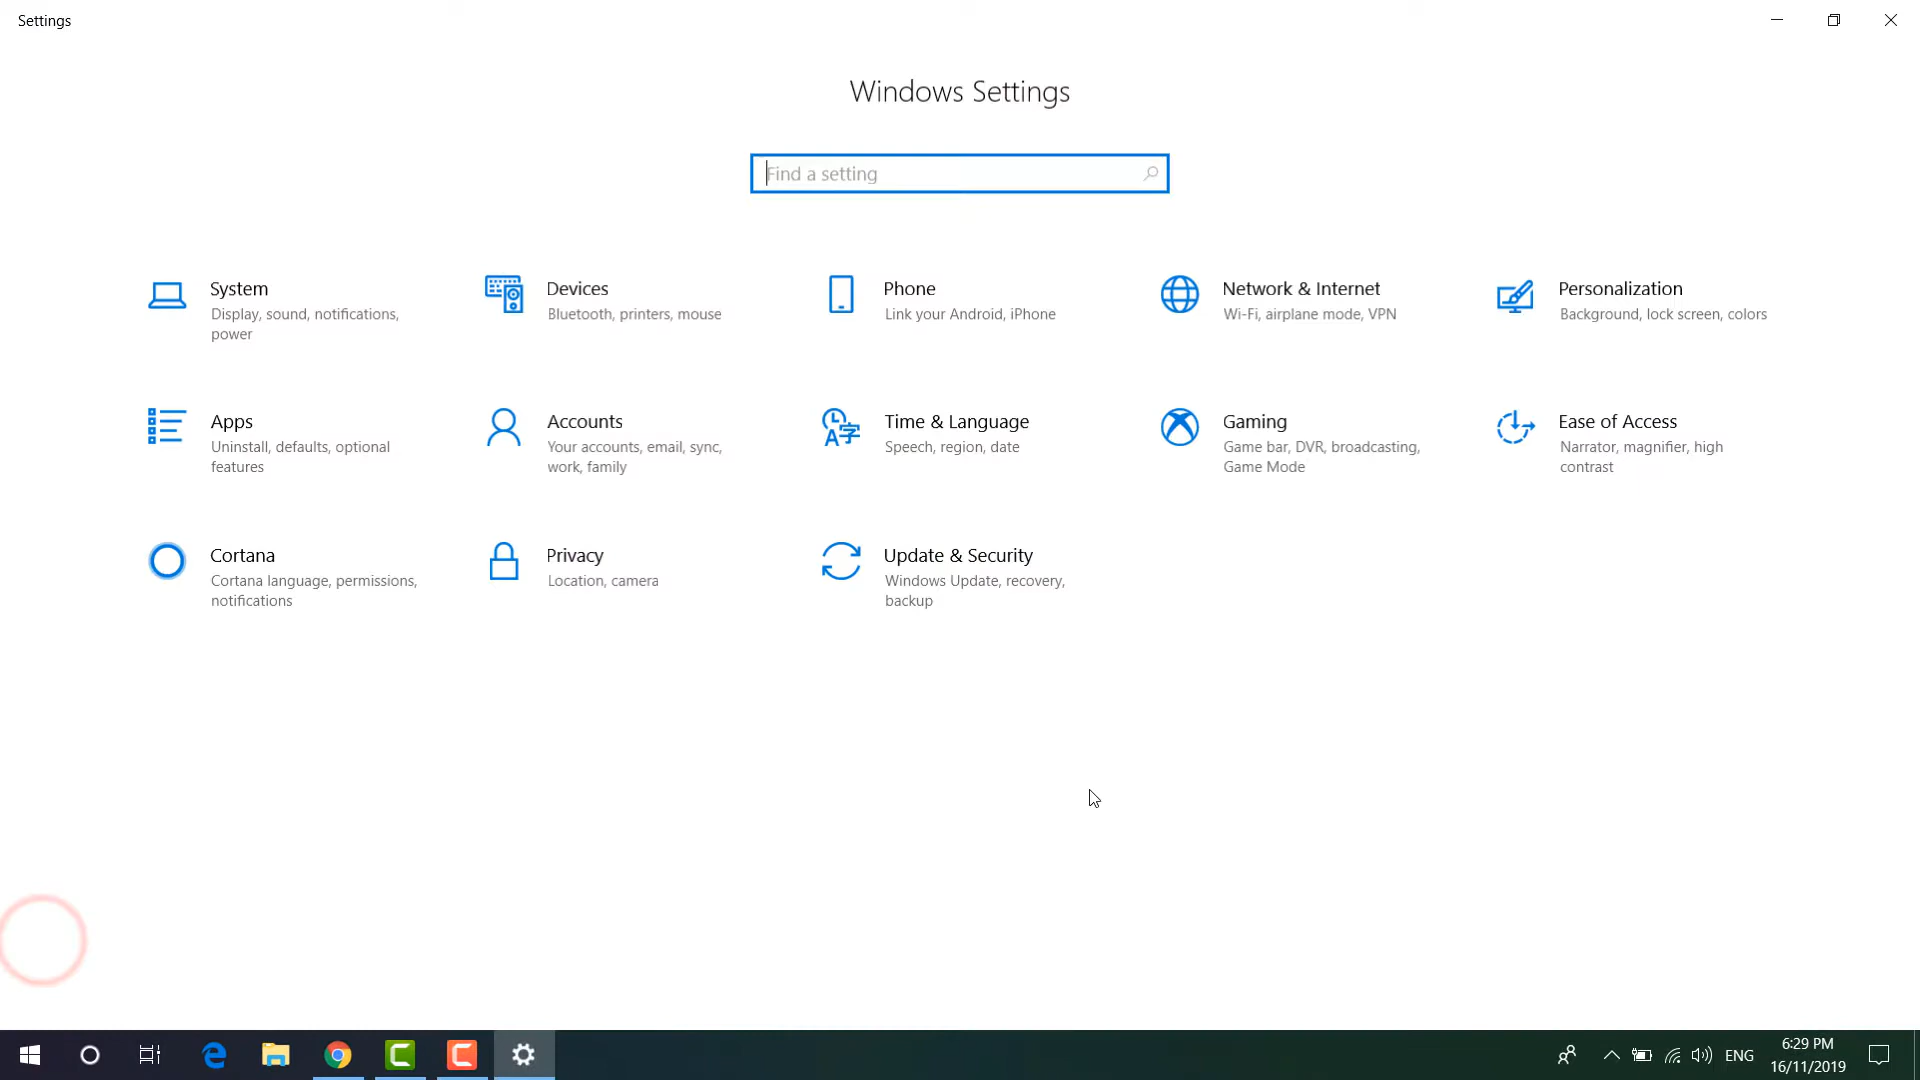 Settings
Windows Settings
Find a setting
System
Display, sound, notifications,
power
Devices
Bluetooth, printers, mouse
Phone
Link your Android, iPhone
Network & Internet
Wi-Fi, airplane mode, VPN
Personalization
Background, lock screen, colors
Apps
Uninstall, defaults, optional
features
Accounts
Your accounts, email, sync,
work, family
Time & Language
Speech, region, date
Gaming
Game bar, DVR, broadcasting,
Game Mode
Ease of Access
Narrator, magnifier, high
contrast
Cortana
Cortana language, permissions,
notifications
Privacy
Location, camera
Update & Security
Windows Update, recovery,
backup
ENG
6:29 PM
16/11/2019